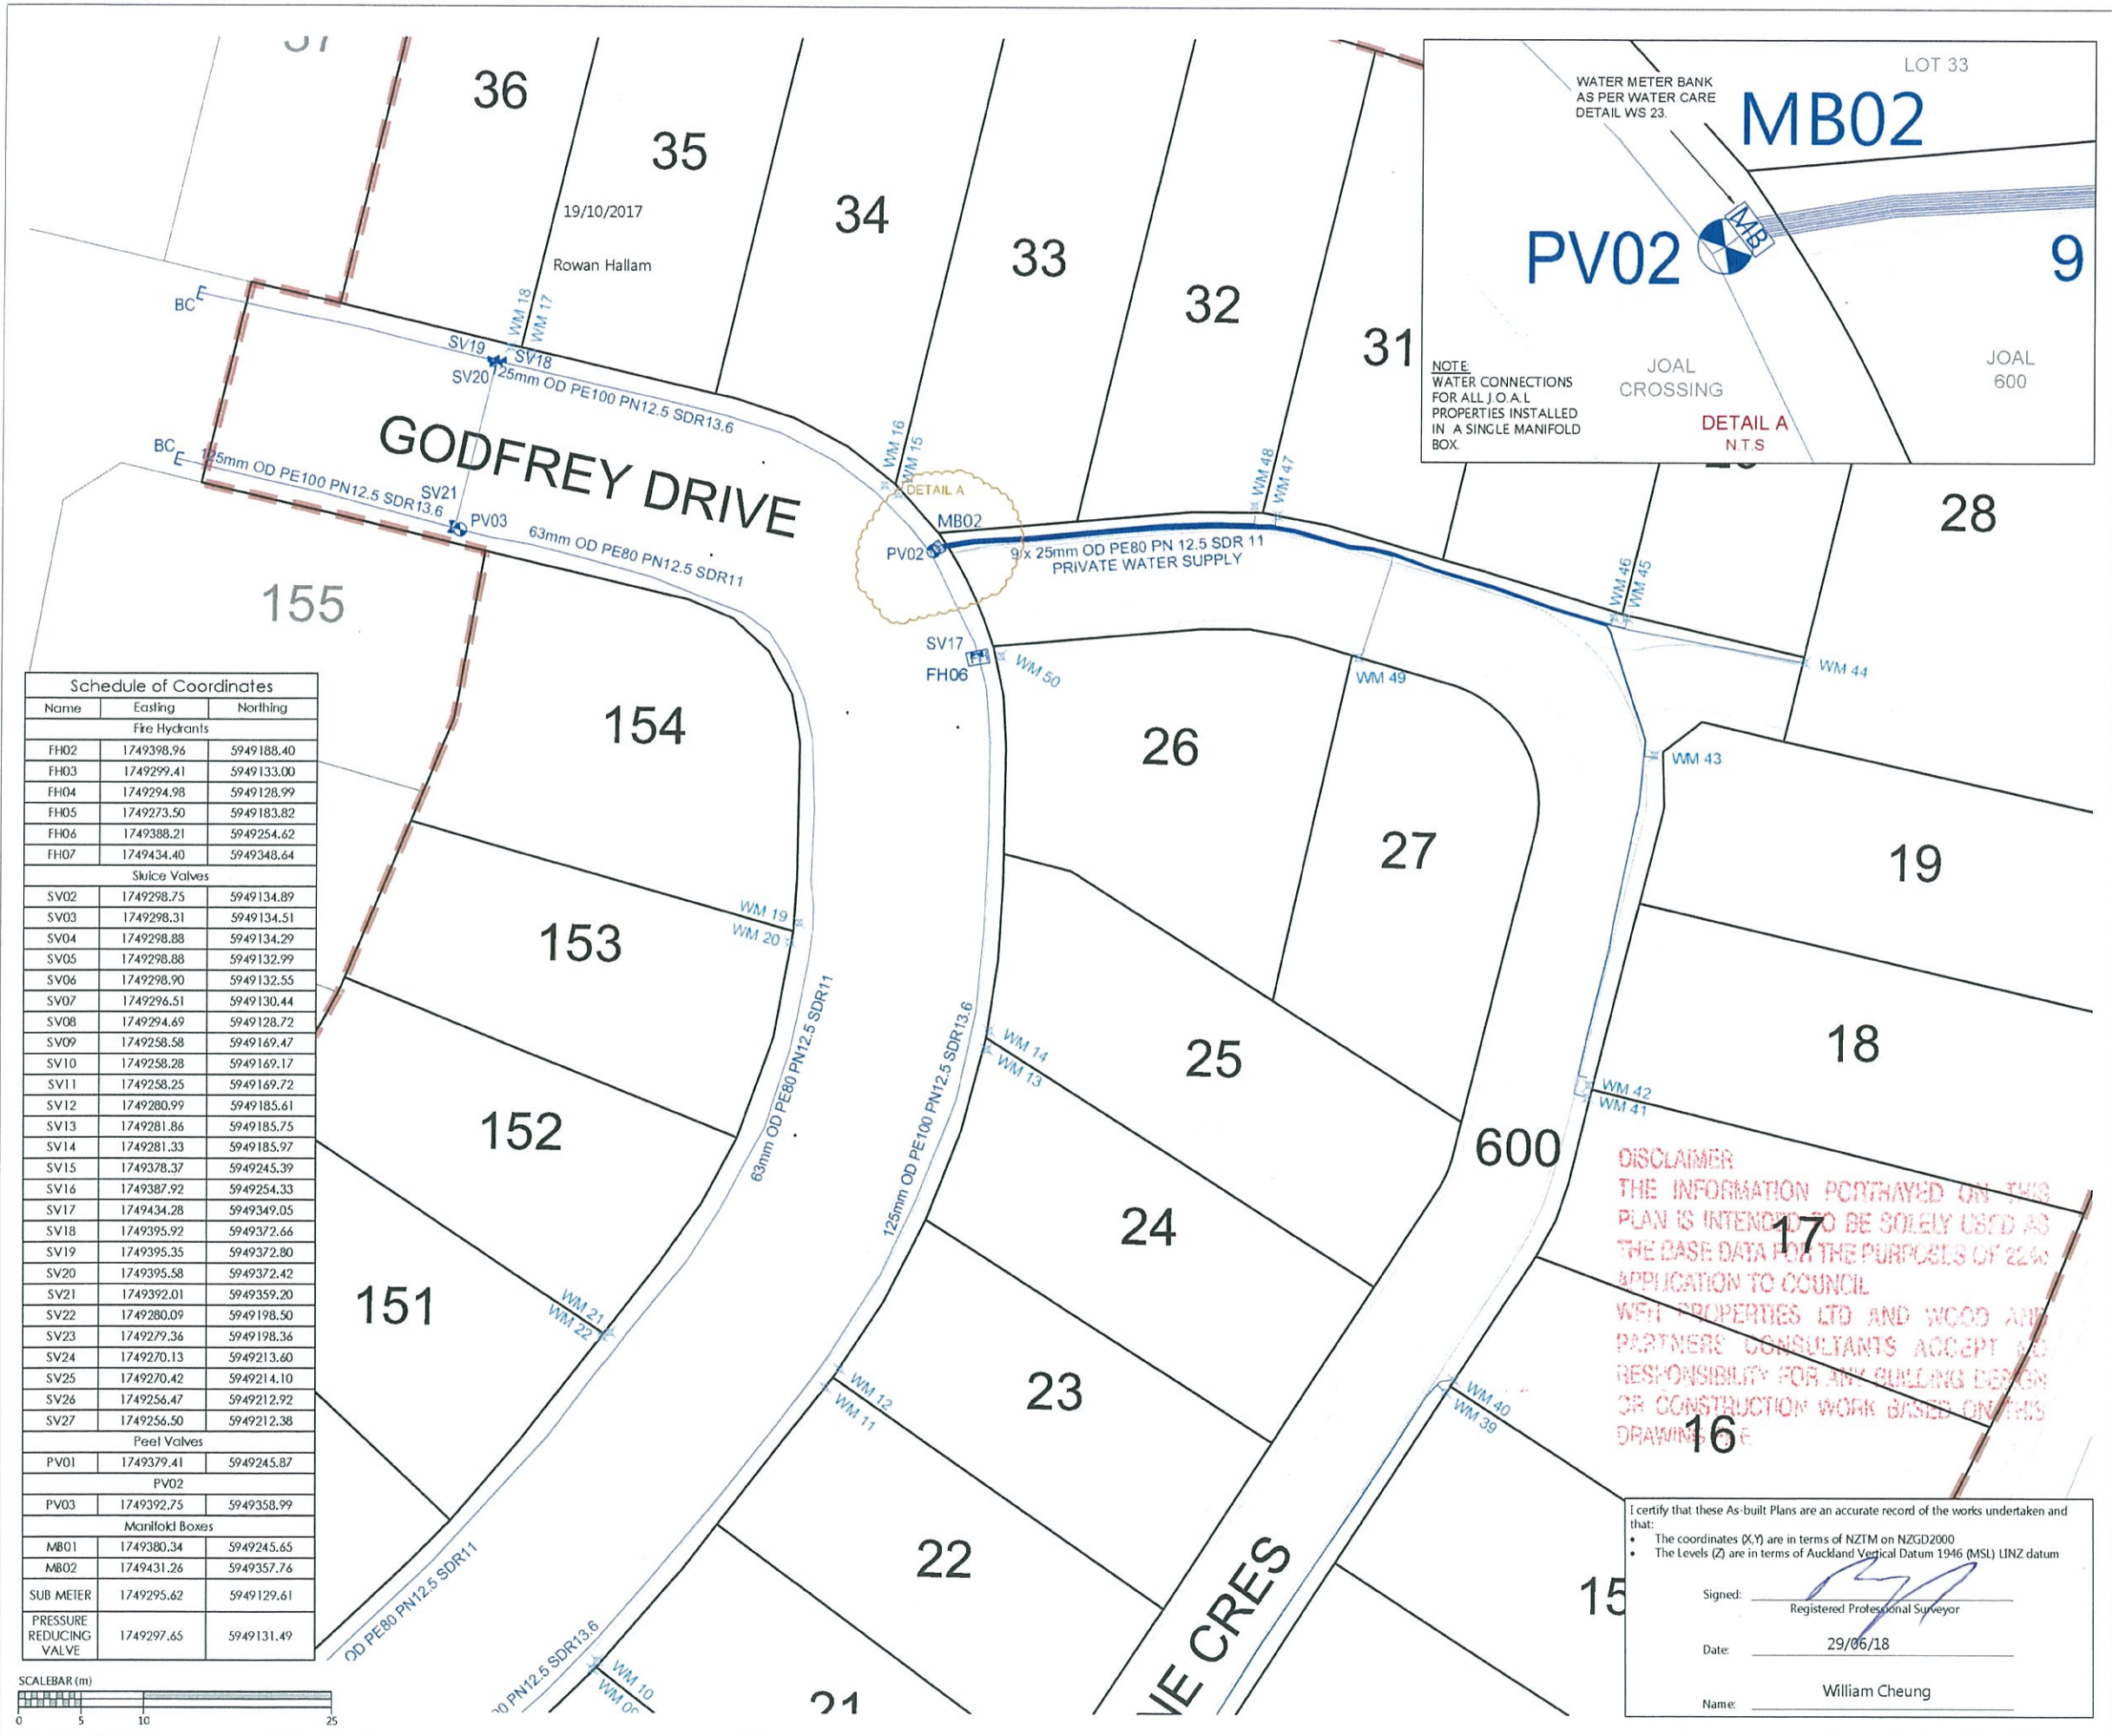 36
35
34
33
32
31
28
19/10/2017
Rowan Hallam
WATER METER BANK
AS PER WATER CARE
DETAIL WS 23.
LOT 33
MB02
PV02
MB
9
NOTE:
WATER CONNECTIONS
FOR ALL J.O.A.L
PROPERTIES INSTALLED
IN A SINGLE MANIFOLD
BOX.
JOAL
CROSSING
JOAL
600
DETAIL A
N.T.S
BC
WM 18
WM 17
SV19
SV18
SV20
125mm OD PE100 PN12.5 SDR13.6
GODFREY DRIVE
BC
125mm OD PE100 PN12.5 SDR13.6
SV21
PV03
63mm OD PE80 PN12.5 SDR11
WM 16
WM 15
DETAIL A
MB02
PV02
9 x 25mm OD PE80 PN 12.5 SDR 11
PRIVATE WATER SUPPLY
WM 48
WM 47
WM 46
WM 45
WM 44
WM 43
SV17
FH06
WM 50
WM 49
155
154
153
152
151
26
27
25
24
23
22
21
600
19
18
17
16
15
WM 19
WM 20
63mm OD PE80 PN12.5 SDR11
125mm OD PE100 PN12.5 SDR13.6
WM 14
WM 13
WM 42
WM 41
WM 21
WM 22
WM 12
WM 11
WM 40
WM 39
WM 10
OD PE80 PN12.5 SDR11
PN12.5 SDR13.6
NE CRES
Schedule of Coordinates
Name Easting Northing
Fire Hydrants
FH02 1749398.96 5949188.40
FH03 1749299.41 5949133.00
FH04 1749294.98 5949128.99
FH05 1749273.50 5949183.82
FH06 1749388.21 5949254.62
FH07 1749434.40 5949348.64
Sluice Valves
SV02 1749298.75 5949134.89
SV03 1749298.31 5949134.51
SV04 1749298.88 5949134.29
SV05 1749298.88 5949132.99
SV06 1749298.90 5949132.55
SV07 1749296.51 5949130.44
SV08 1749294.69 5949128.72
SV09 1749258.58 5949169.47
SV10 1749258.28 5949169.17
SV11 1749258.25 5949169.72
SV12 1749280.99 5949185.61
SV13 1749281.86 5949185.75
SV14 1749281.33 5949185.97
SV15 1749378.37 5949245.39
SV16 1749387.92 5949254.33
SV17 1749434.28 5949349.05
SV18 1749395.92 5949372.66
SV19 1749395.35 5949372.80
SV20 1749395.58 5949372.42
SV21 1749392.01 5949359.20
SV22 1749280.09 5949198.50
SV23 1749279.36 5949198.36
SV24 1749270.13 5949213.60
SV25 1749270.42 5949214.10
SV26 1749256.47 5949212.92
SV27 1749256.50 5949212.38
Peet Valves
PV01 1749379.41 5949245.87
PV02
PV03 1749392.75 5949358.99
Manifold Boxes
MB01 1749380.34 5949245.65
MB02 1749431.26 5949357.76
SUB METER 1749295.62 5949129.61
PRESSURE
REDUCING 1749297.65 5949131.49
VALVE
SCALEBAR (m)
0 5 10 25
DISCLAIMER
THE INFORMATION PORTRAYED ON THIS
PLAN IS INTENDED TO BE SOLELY USED AS
THE BASE DATA FOR THE PURPOSES OF
APPLICATION TO COUNCIL
PROPERTIES LTD AND WOOD AND
PARTNERS CONSULTANTS ACCEPT NO
RESPONSIBILITY FOR ANY BUILDING DESIGN
OR CONSTRUCTION WORK BASED ON THIS
DRAWING
I certify that these As-built Plans are an accurate record of the works undertaken and
that:
• The coordinates (X,Y) are in terms of NZTM on NZGD2000
• The Levels (Z) are in terms of Auckland Vertical Datum 1946 (MSL) LINZ datum
Signed:
Registered Professional Surveyor
Date: 29/06/18
Name: William Cheung